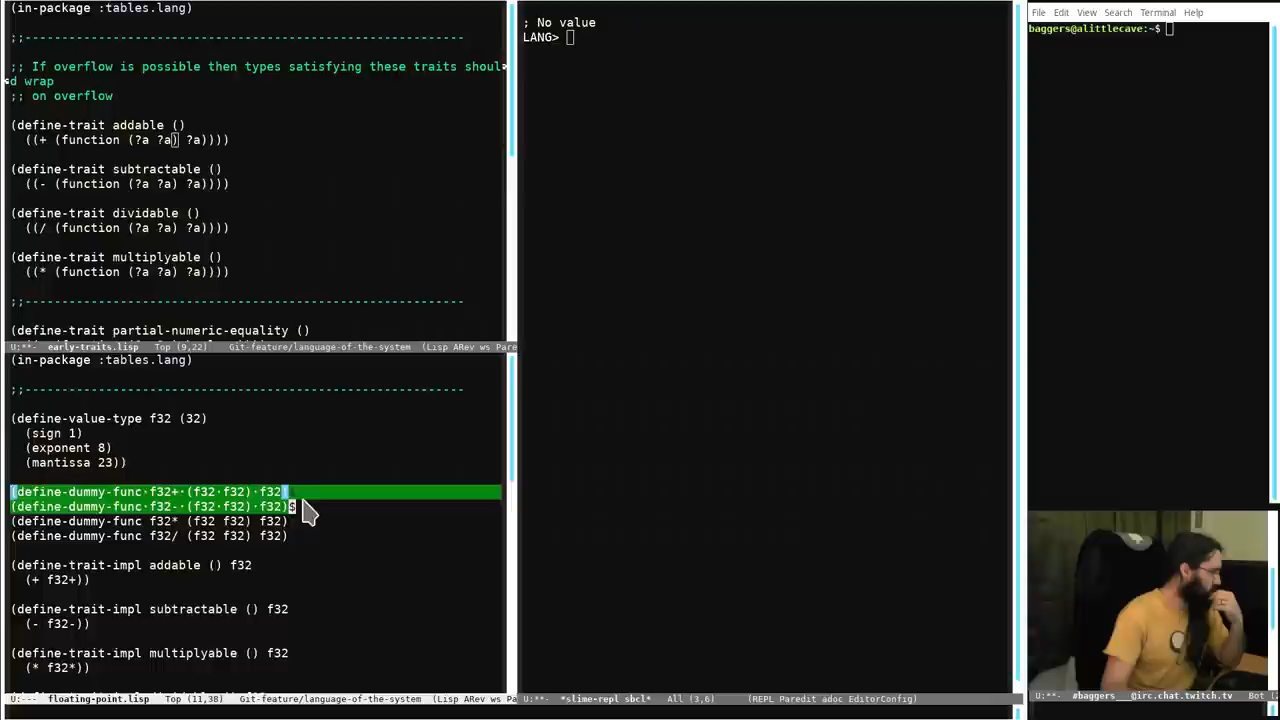 (in-package :tables.lang)
;;--------------------------------------------------------------
;; If overflow is possible then types satisfying these traits shoul
d wrap
;; on overflow
(define-trait addable ()
((+ (function (?a ?a) ?a))))
(define-trait subtractable ()
((- (function (?a ?a) ?a))))
(define-trait dividable ()
((/ (function (?a ?a) ?a))))
(define-trait multiplyable ()
((* (function (?a ?a) ?a))))
;;--------------------------------------------------------------
(define-trait partial-numeric-equality ()
U:**- early-traits.lisp Top (9,22) Git-feature/language-of-the-system (Lisp ARev ws Pare
(in-package :tables.lang)
;;--------------------------------------------------------------
(define-value-type f32 (32)
(sign 1)
(exponent 8)
(mantissa 23))
(define-dummy-func·f32+·(f32·f32)·f32)
(define-dummy-func·f32-·(f32·f32)·f32)$
(define-dummy-func f32* (f32 f32) f32)
(define-dummy-func f32/ (f32 f32) f32)
(define-trait-impl addable () f32
(+ f32+))
(define-trait-impl subtractable () f32
(- f32-))
(define-trait-impl multiplyable () f32
(* f32*))
U:--- floating-point.lisp Top (11,38) Git-feature/language-of-the-system (Lisp ARev ws Pa
; No value
LANG>
U:**- *slime-repl sbcl* All (3,6) (REPL Paredit adoc EditorConfig)
File Edit View Search Terminal Help
baggers@alittlecave:~$
U:**- #baggers @irc.chat.twitch.tv Bot